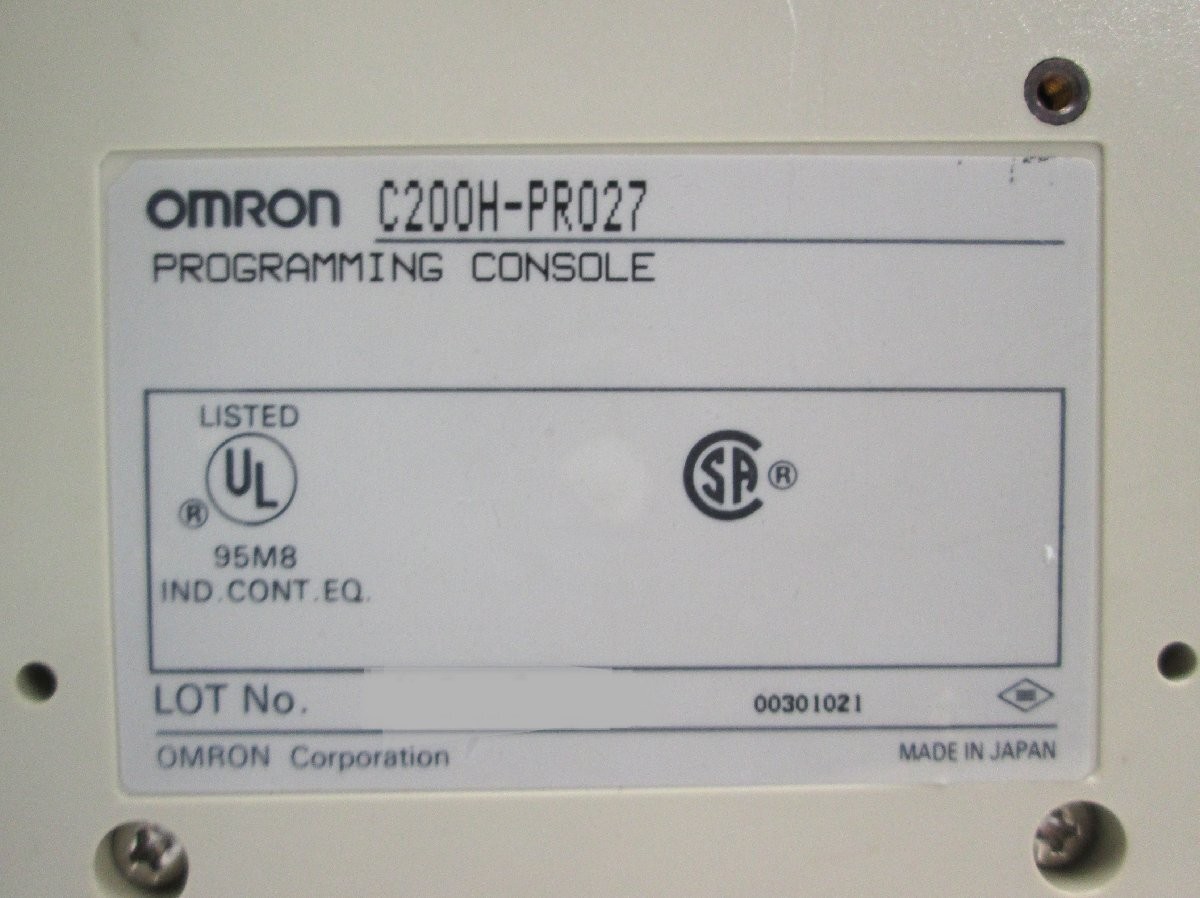 OMRON C200H-PRO27
PROGRAMMING CONSOLE
LISTED
UL
®
95M8
IND.CONT.EQ.
CSA ®
LOT No. 00301021
OMRON Corporation MADE IN JAPAN